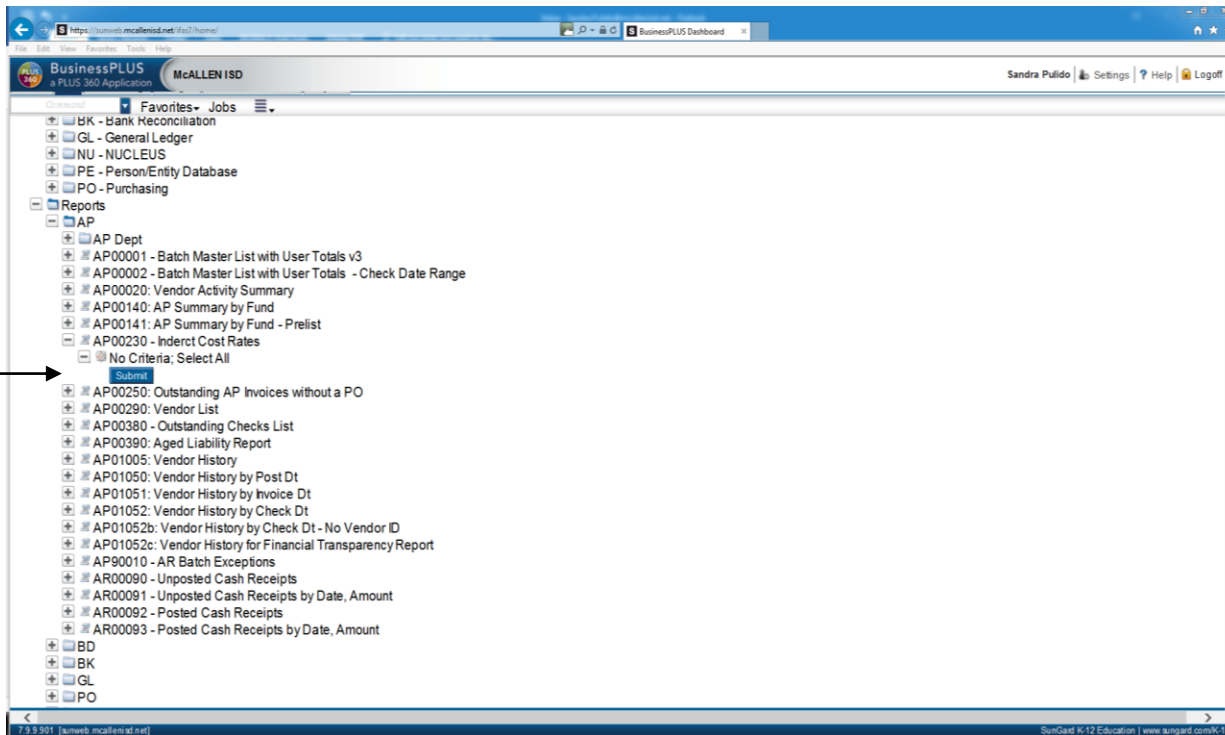 https://sunweb.mcallenisd.net/ifas7/home/
BusinessPLUS Dashboard
File Edit View Favorites Tools Help
PLUS 360
BusinessPLUS
a PLUS 360 Application
McALLEN ISD
Sandra Pulido Settings ? Help Logoff
Command Favorites Jobs
BK - Bank Reconciliation
GL - General Ledger
NU - NUCLEUS
PE - Person/Entity Database
PO - Purchasing
Reports
AP
AP Dept
AP00001 - Batch Master List with User Totals v3
AP00002 - Batch Master List with User Totals - Check Date Range
AP00020: Vendor Activity Summary
AP00140: AP Summary by Fund
AP00141: AP Summary by Fund - Prelist
AP00230 - Inderct Cost Rates
No Criteria; Select All
Submit
AP00250: Outstanding AP Invoices without a PO
AP00290: Vendor List
AP00380 - Outstanding Checks List
AP00390: Aged Liability Report
AP01005: Vendor History
AP01050: Vendor History by Post Dt
AP01051: Vendor History by Invoice Dt
AP01052: Vendor History by Check Dt
AP01052b: Vendor History by Check Dt - No Vendor ID
AP01052c: Vendor History for Financial Transparency Report
AP90010 - AR Batch Exceptions
AR00090 - Unposted Cash Receipts
AR00091 - Unposted Cash Receipts by Date, Amount
AR00092 - Posted Cash Receipts
AR00093 - Posted Cash Receipts by Date, Amount
BD
BK
GL
PO
7.9.9.901 [sunweb.mcallenisd.net] SunGard K-12 Education | www.sungard.com/K-1